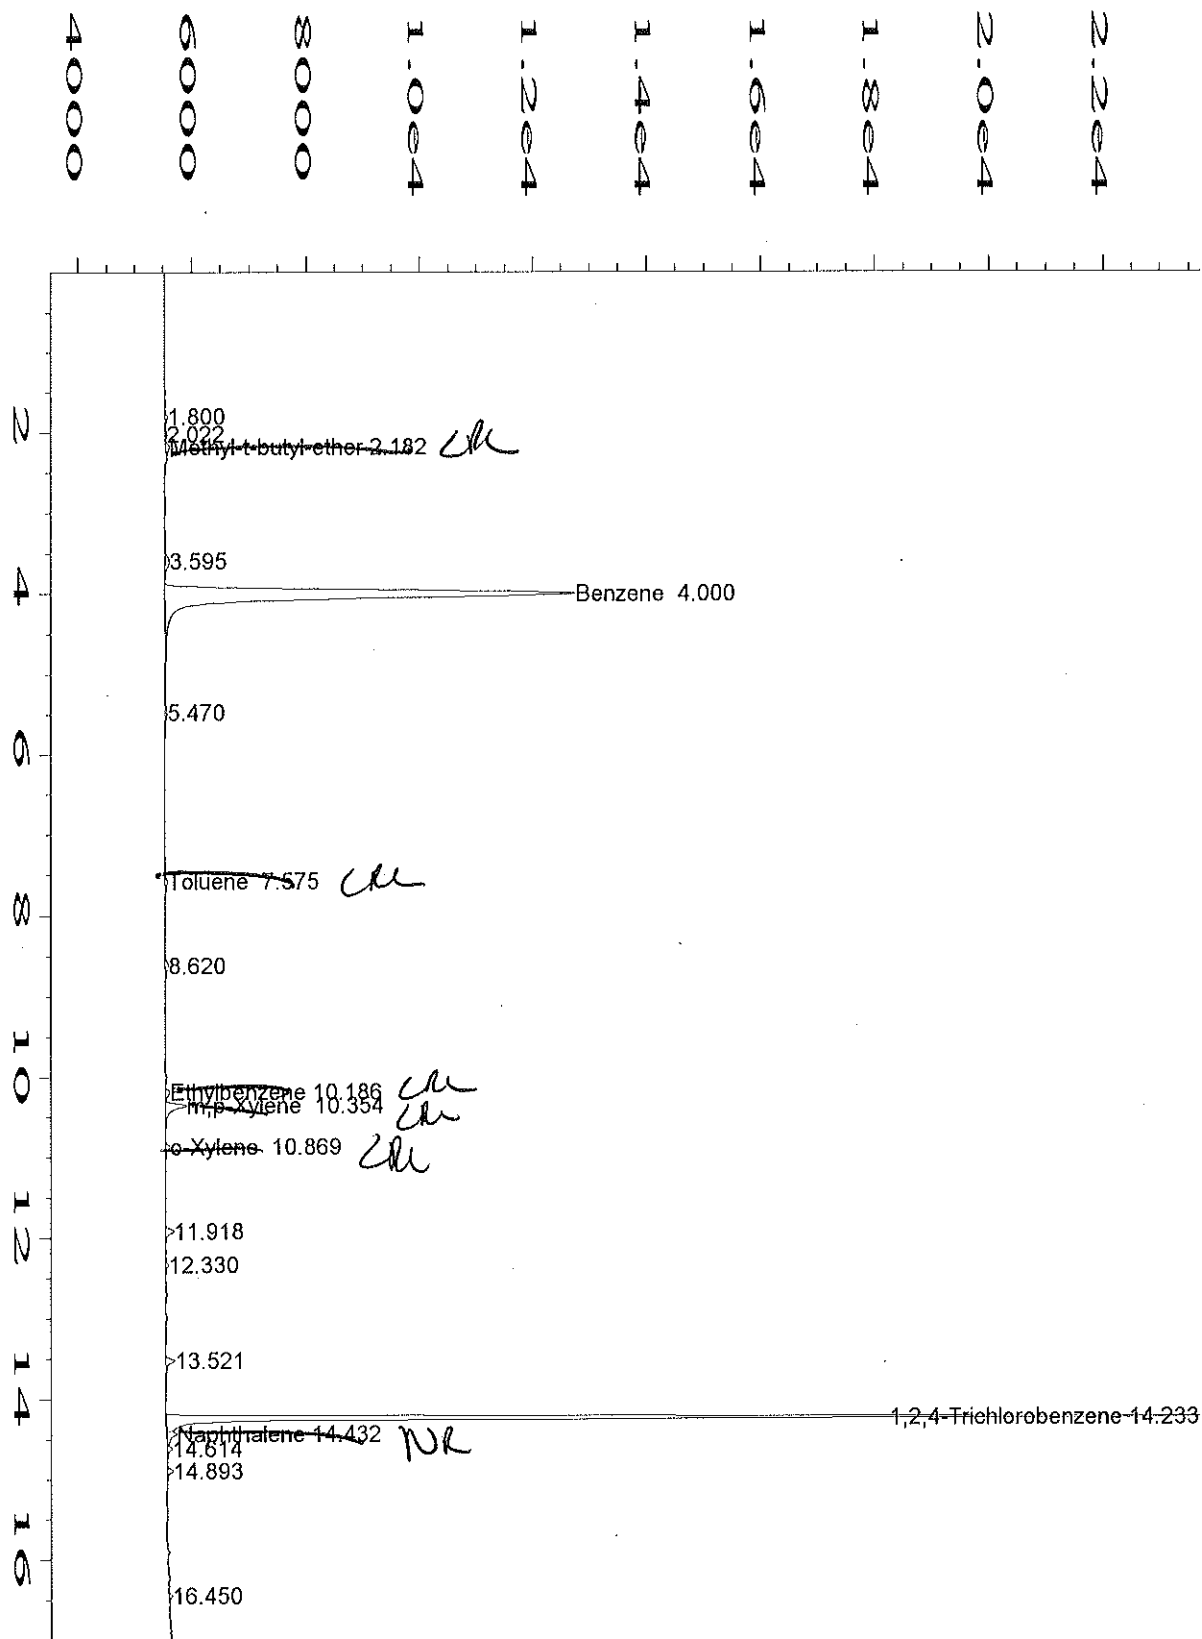 4000 6000 8000 1.0e4 1.2e4 1.4e4 1.6e4 1.8e4 2.0e4 2.2e4
1.800
2
2.022
Methyl-t-butyl-ether 2.182
3.595
4
Benzene 4.000
5.470
6
Toluene 7.575
8
8.620
10
Ethylbenzene 10.186
m,p-Xylene 10.354
o-Xylene 10.869
11.918
12
12.330
13.521
14
1,2,4-Trichlorobenzene 14.233
Naphthalene 14.432 NR
14.614
14.893
16
16.450